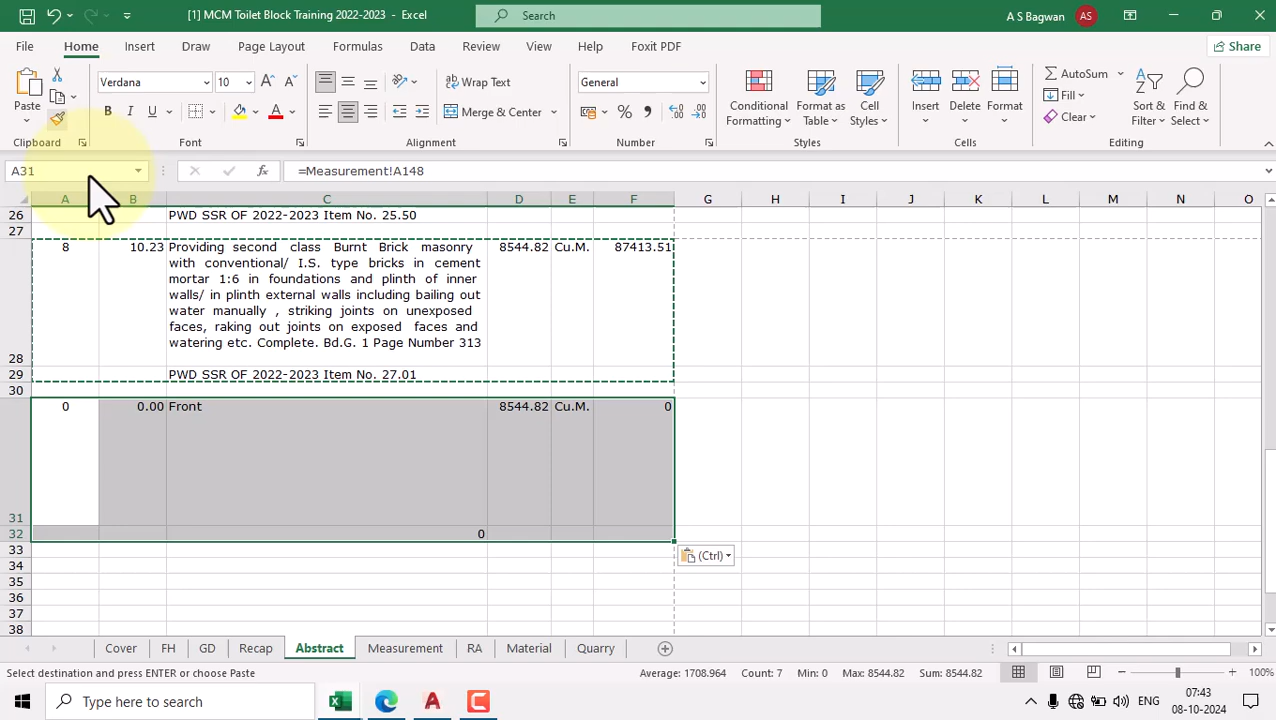 [1] MCM Toilet Block Training 2022-2023 - Excel
Search
A S Bagwan AS
File Home Insert Draw Page Layout Formulas Data Review View Help Foxit PDF
Share
Paste
Clipboard
Verdana 10
B I U
Font
Wrap Text
Merge & Center
Alignment
General
Number
Conditional Formatting
Format as Table
Cell Styles
Styles
Insert Delete Format
Cells
AutoSum
Fill
Clear
Sort & Filter
Find & Select
Editing
A31 fx =Measurement!A148
A B C D E F G H I J K L M N O
26 PWD SSR OF 2022-2023 Item No. 25.50
27
8 10.23 Providing second class Burnt Brick masonry 8544.82 Cu.M. 87413.51
with conventional/ I.S. type bricks in cement
mortar 1:6 in foundations and plinth of inner
walls/ in plinth external walls including bailing out
water manually , striking joints on unexposed
faces, raking out joints on exposed faces and
watering etc. Complete. Bd.G. 1 Page Number 313
28
29 PWD SSR OF 2022-2023 Item No. 27.01
30
0 0.00 Front 8544.82 Cu.M. 0
31
32 0
33
(Ctrl)
34
35
36
37
38
Cover FH GD Recap Abstract Measurement RA Material Quarry
Select destination and press ENTER or choose Paste Average: 1708.964 Count: 7 Min: 0 Max: 8544.82 Sum: 8544.82 100%
Type here to search
ENG
07:43
08-10-2024